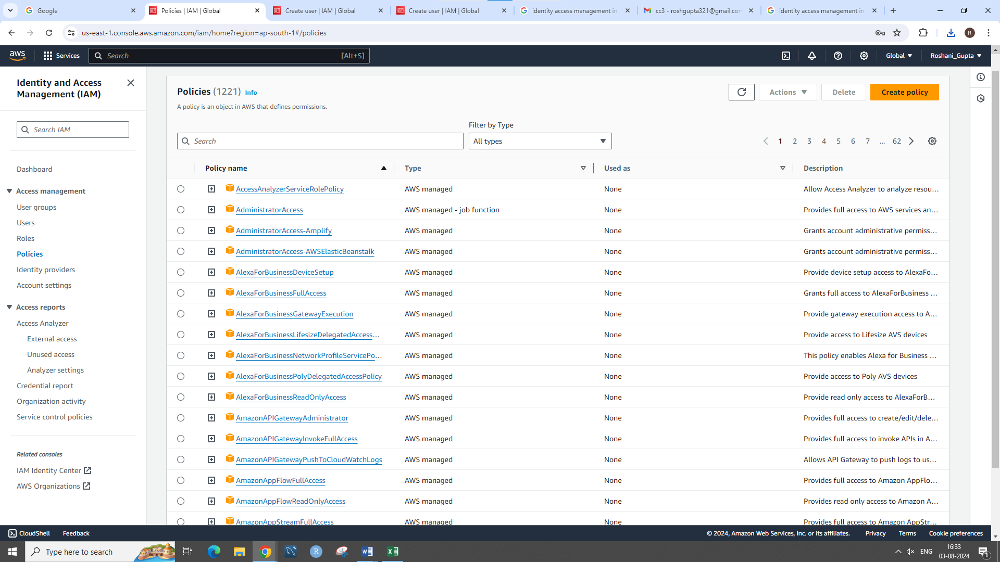 Google
Policies | IAM | Global
Create user | IAM | Global
Create user | IAM | Global
identity access management in
cc3 - roshgupta321@gmail.con
identity access management in
us-east-1.console.aws.amazon.com/iam/home?region=ap-south-1#/policies
R
aws
Services
Search
[Alt+S]
Global
Roshani_Gupta
Identity and Access
Management (IAM)
Search IAM
Dashboard
Access management
User groups
Users
Roles
Policies
Identity providers
Account settings
Access reports
Access Analyzer
External access
Unused access
Analyzer settings
Credential report
Organization activity
Service control policies
Related consoles
IAM Identity Center
AWS Organizations
Policies (1221) Info
A policy is an object in AWS that defines permissions.
Actions
Delete
Create policy
Filter by Type
Search
All types
1 2 3 4 5 6 7 ... 62
Policy name Type Used as Description
AccessAnalyzerServiceRolePolicy AWS managed None Allow Access Analyzer to analyze resou...
AdministratorAccess AWS managed - job function None Provides full access to AWS services an...
AdministratorAccess-Amplify AWS managed None Grants account administrative permiss...
AdministratorAccess-AWSElasticBeanstalk AWS managed None Grants account administrative permiss...
AlexaForBusinessDeviceSetup AWS managed None Provide device setup access to AlexaFo...
AlexaForBusinessFullAccess AWS managed None Grants full access to AlexaForBusiness ...
AlexaForBusinessGatewayExecution AWS managed None Provide gateway execution access to A...
AlexaForBusinessLifesizeDelegatedAccess... AWS managed None Provide access to Lifesize AVS devices
AlexaForBusinessNetworkProfileServicePo... AWS managed None This policy enables Alexa for Business ...
AlexaForBusinessPolyDelegatedAccessPolicy AWS managed None Provide access to Poly AVS devices
AlexaForBusinessReadOnlyAccess AWS managed None Provide read only access to AlexaForB...
AmazonAPIGatewayAdministrator AWS managed None Provides full access to create/edit/dele...
AmazonAPIGatewayInvokeFullAccess AWS managed None Provides full access to invoke APIs in A...
AmazonAPIGatewayPushToCloudWatchLogs AWS managed None Allows API Gateway to push logs to us...
AmazonAppFlowFullAccess AWS managed None Provides full access to Amazon AppFlo...
AmazonAppFlowReadOnlyAccess AWS managed None Provides read only access to Amazon A...
AmazonAppStreamFullAccess AWS managed None Provides full access to Amazon AppStr...
CloudShell Feedback
© 2024, Amazon Web Services, Inc. or its affiliates. Privacy Terms Cookie preferences
Type here to search
ENG
16:33
03-08-2024
1